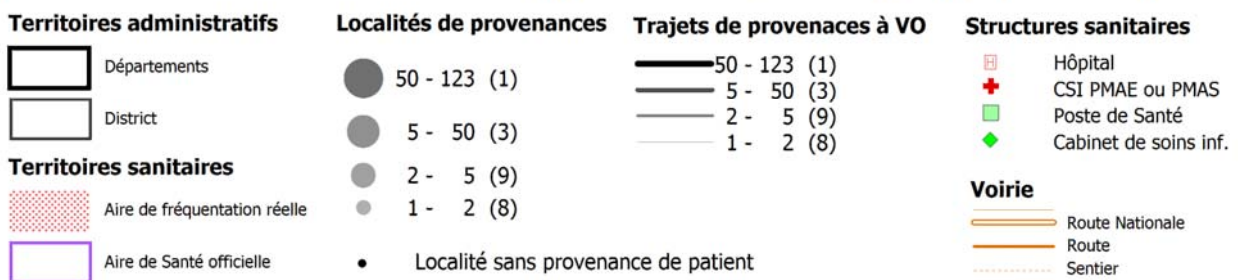 Territoires administratifs
Départements
District
Territoires sanitaires
Aire de fréquentation réelle
Aire de Santé officielle
Localités de provenances
50 - 123 (1)
5 - 50 (3)
2 - 5 (9)
1 - 2 (8)
Localité sans provenance de patient
Trajets de provenaces à VO
50 - 123 (1)
5 - 50 (3)
2 - 5 (9)
1 - 2 (8)
Structures sanitaires
H Hôpital
CSI PMAE ou PMAS
Poste de Santé
Cabinet de soins inf.
Voirie
Route Nationale
Route
Sentier